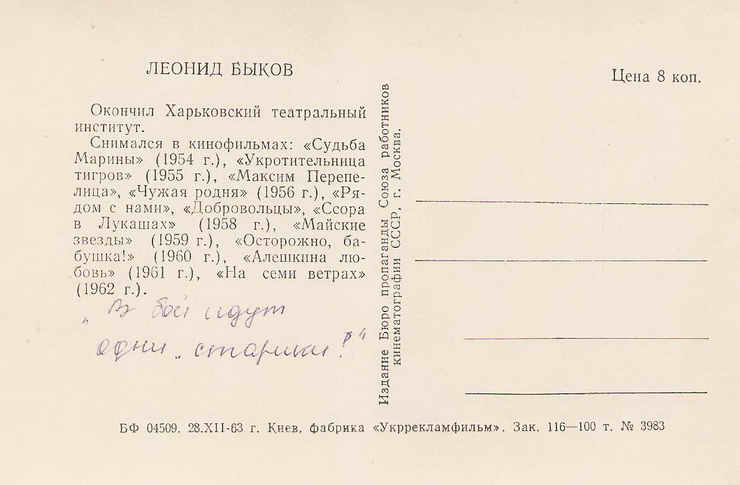 ЛЕОНИД БЫКОВ
Окончил Харьковский театральный
институт.
Снимался в кинофильмах: «Судьба
Марины» (1954 г.), «Укротительница
тигров» (1955 г.), «Максим Перепе-
лица», «Чужая родня» (1956 г.), «Ря-
дом с нами», «Добровольцы», «Ссора
в Лукашах» (1958 г.), «Майские
звезды» (1959 г.), «Осторожно, ба-
бушка!» (1960 г.), «Алешкина лю-
бовь» (1961 г.), «На семи ветрах»
(1962 г.).
„В бой идут
одни „старики!"
Издание Бюро пропаганды Союза работников
кинематографии СССР, г. Москва.
Цена 8 коп.
БФ 04509. 28.XII-63 г. Киев, фабрика «Укррекламфильм». Зак. 116—100 т. № 3983